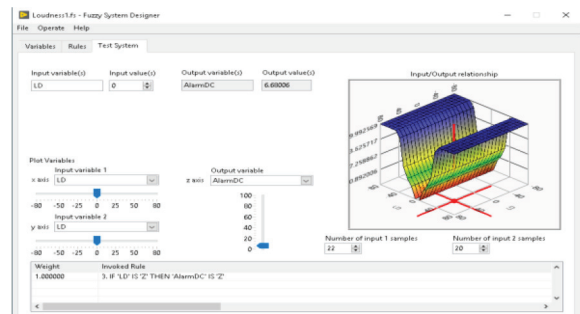 Loudness1.fs - Fuzzy System Designer
File Operate Help
Variables Rules Test System
Input variable(s) Input value(s) Output variable(s) Output value(s)
LD 0 AlarmDC 6.68006
Input/Output relationship
Plot Variables
Input variable 1
x axis LD
-80 -50 -25 0 25 50 80
Input variable 2
y axis LD
-80 -50 -25 0 25 50 80
Output variable
z axis AlarmDC
100
80
60
40
20
0
Number of input 1 samples
22
Number of input 2 samples
20
Weight Invoked Rule
1.000000 3. IF 'LD' IS 'Z' THEN 'AlarmDC' IS 'Z'